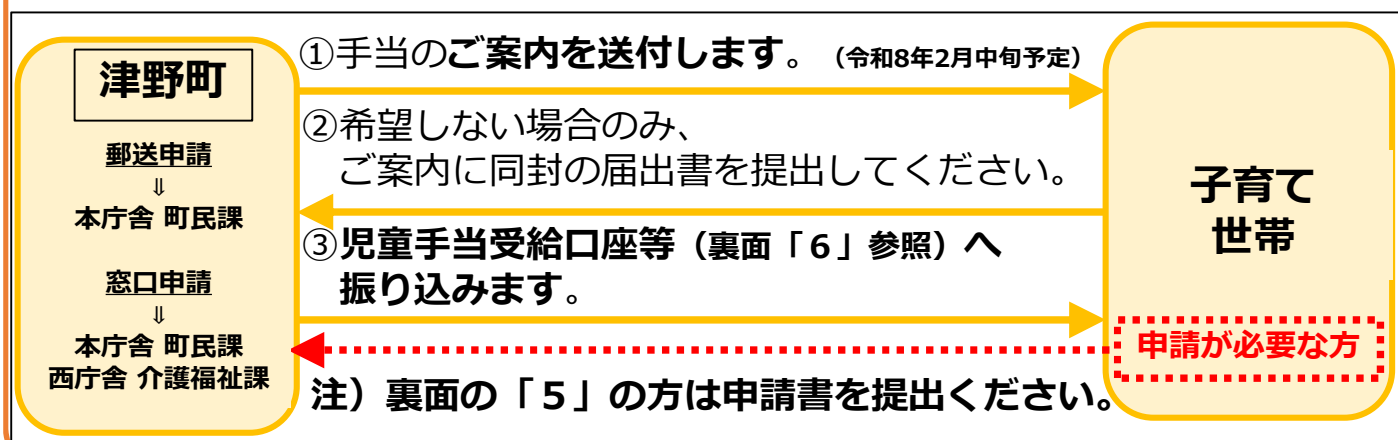 津野町
郵送申請
⇓
本庁舎 町民課
窓口申請
⇓
本庁舎 町民課
西庁舎 介護福祉課
①手当のご案内を送付します。（令和8年2月中旬予定）
②希望しない場合のみ、
ご案内に同封の届出書を提出してください。
③児童手当受給口座等（裏面「６」参照）へ
振り込みます。
注）裏面の「５」の方は申請書を提出ください。
子育て
世帯
申請が必要な方